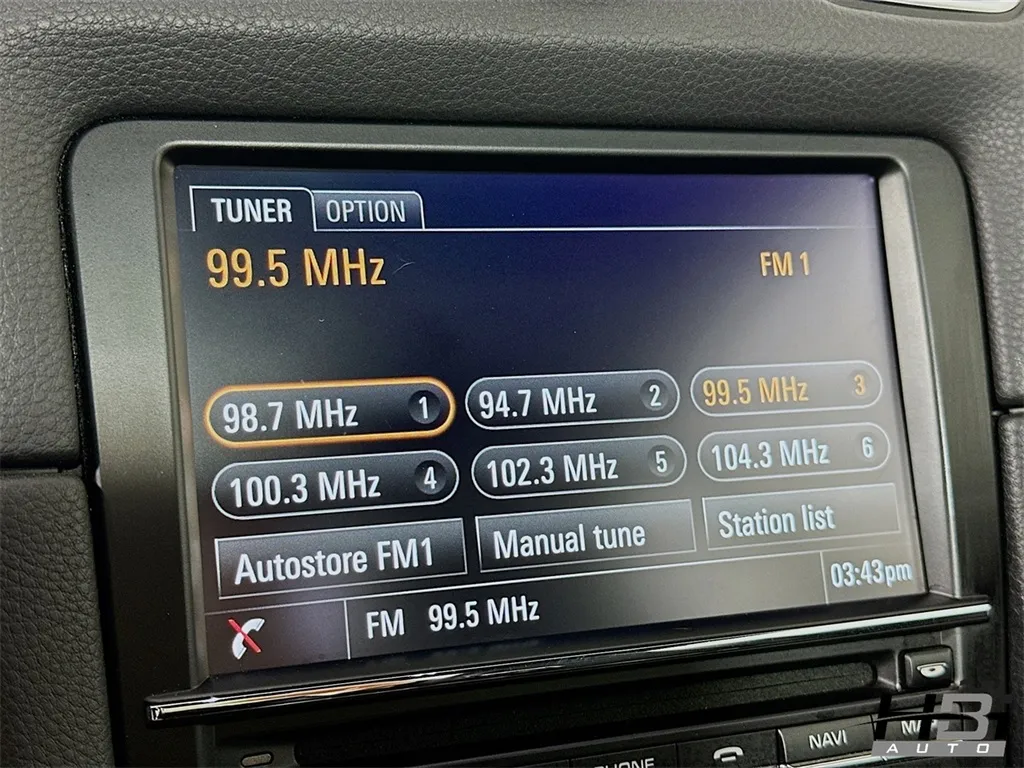 TUNER OPTION
99.5 MHz FM 1
98.7 MHz 1 94.7 MHz 2 99.5 MHz 3
100.3 MHz 4 102.3 MHz 5 104.3 MHz 6
Autostore FM1 Manual tune Station list
FM 99.5 MHz 03:43pm
PHONE NAVI
HB
AUTO